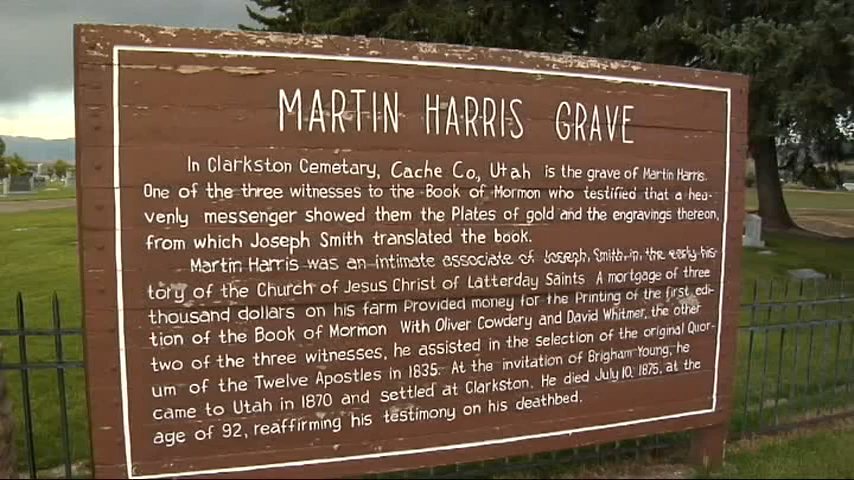 MARTIN HARRIS GRAVE
In Clarkston Cemetary, Cache Co., Utah is the grave of Martin Harris.
One of the three witnesses to the Book of Mormon who testified that a hea-
venly messenger showed them the Plates of gold and the engravings thereon,
from which Joseph Smith translated the book.
Martin Harris was an intimate associate of Joseph Smith in the early his-
tory of the Church of Jesus Christ of Latterday Saints A mortgage of three
thousand dollars on his farm Provided money for the Printing of the first edi-
tion of the Book of Mormon With Oliver Cowdery and David Whitmer, the other
two of the three witnesses, he assisted in the selection of the original Quor-
um of the Twelve Apostles in 1835. At the invitation of Brigham Young, he
came to Utah in 1870 and settled at Clarkston. He died July 10, 1875, at the
age of 92, reaffirming his testimony on his deathbed.